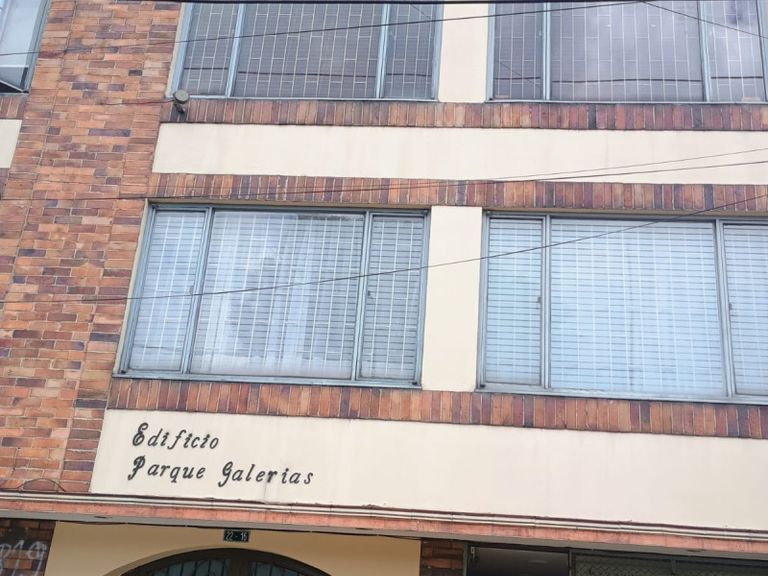 Edificio
Parque Galerias
22-16